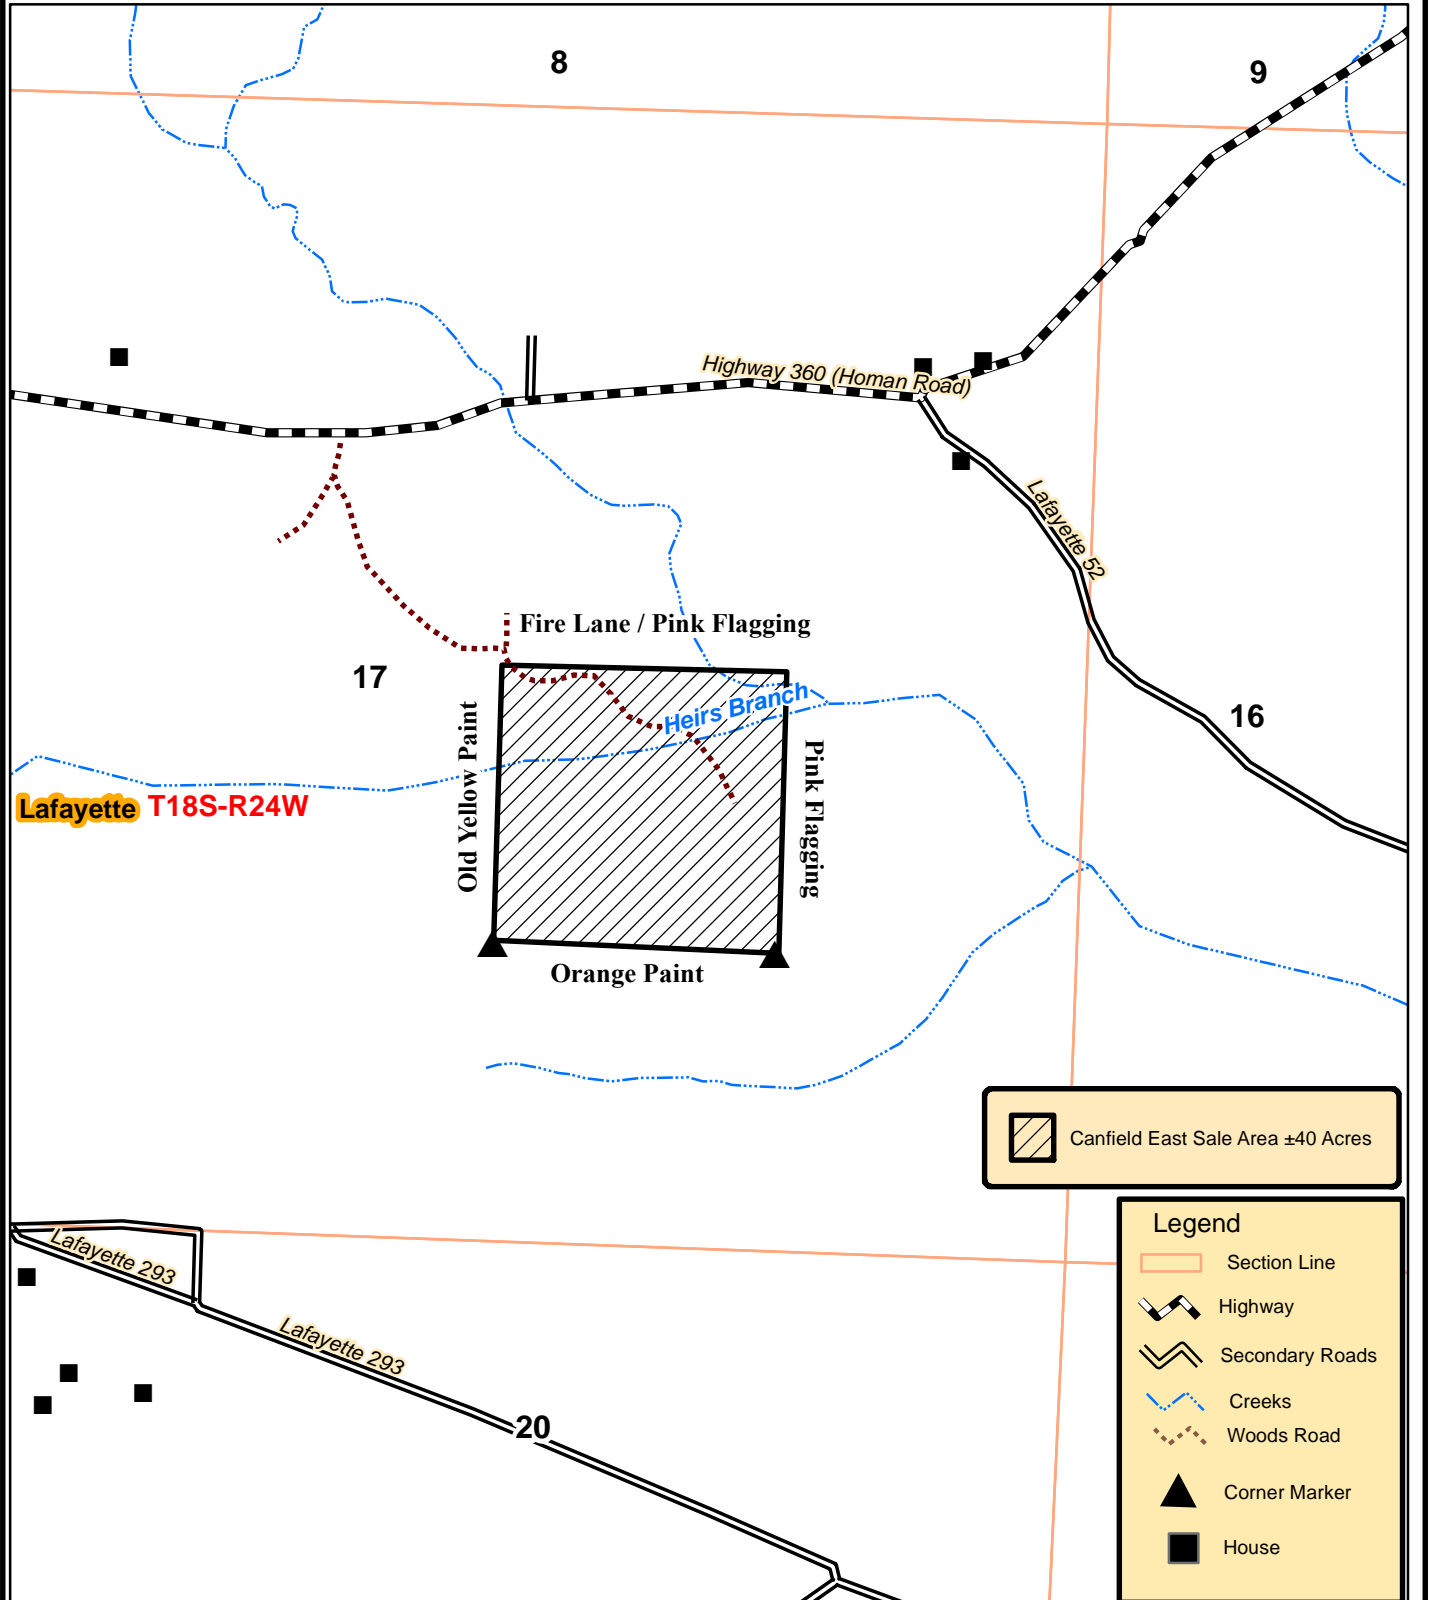 8
9
Highway 360 (Homan Road)
Lafayette 52
Fire Lane / Pink Flagging
17
Heirs Branch
16
Old Yellow Paint
Pink Flagging
Lafayette T18S-R24W
Orange Paint
Canfield East Sale Area ±40 Acres
Legend
Section Line
Highway
Secondary Roads
Creeks
Woods Road
Corner Marker
House
Lafayette 293
Lafayette 293
20